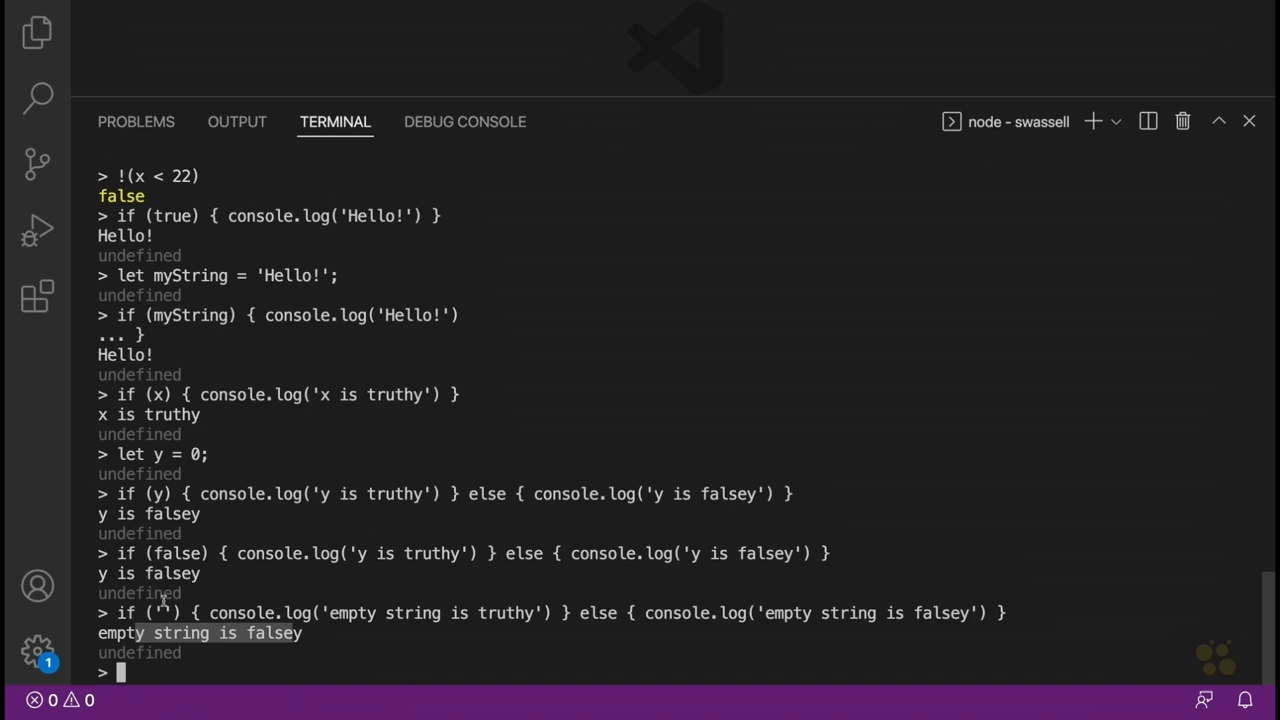 PROBLEMS OUTPUT TERMINAL DEBUG CONSOLE node - swassell
> !(x < 22)
false
> if (true) { console.log('Hello!') }
Hello!
undefined
> let myString = 'Hello!';
undefined
> if (myString) { console.log('Hello!')
... }
Hello!
undefined
> if (x) { console.log('x is truthy') }
x is truthy
undefined
> let y = 0;
undefined
> if (y) { console.log('y is truthy') } else { console.log('y is falsey') }
y is falsey
undefined
> if (false) { console.log('y is truthy') } else { console.log('y is falsey') }
y is falsey
undefined
> if ('') { console.log('empty string is truthy') } else { console.log('empty string is falsey') }
empty string is falsey
undefined
>
1
0 0